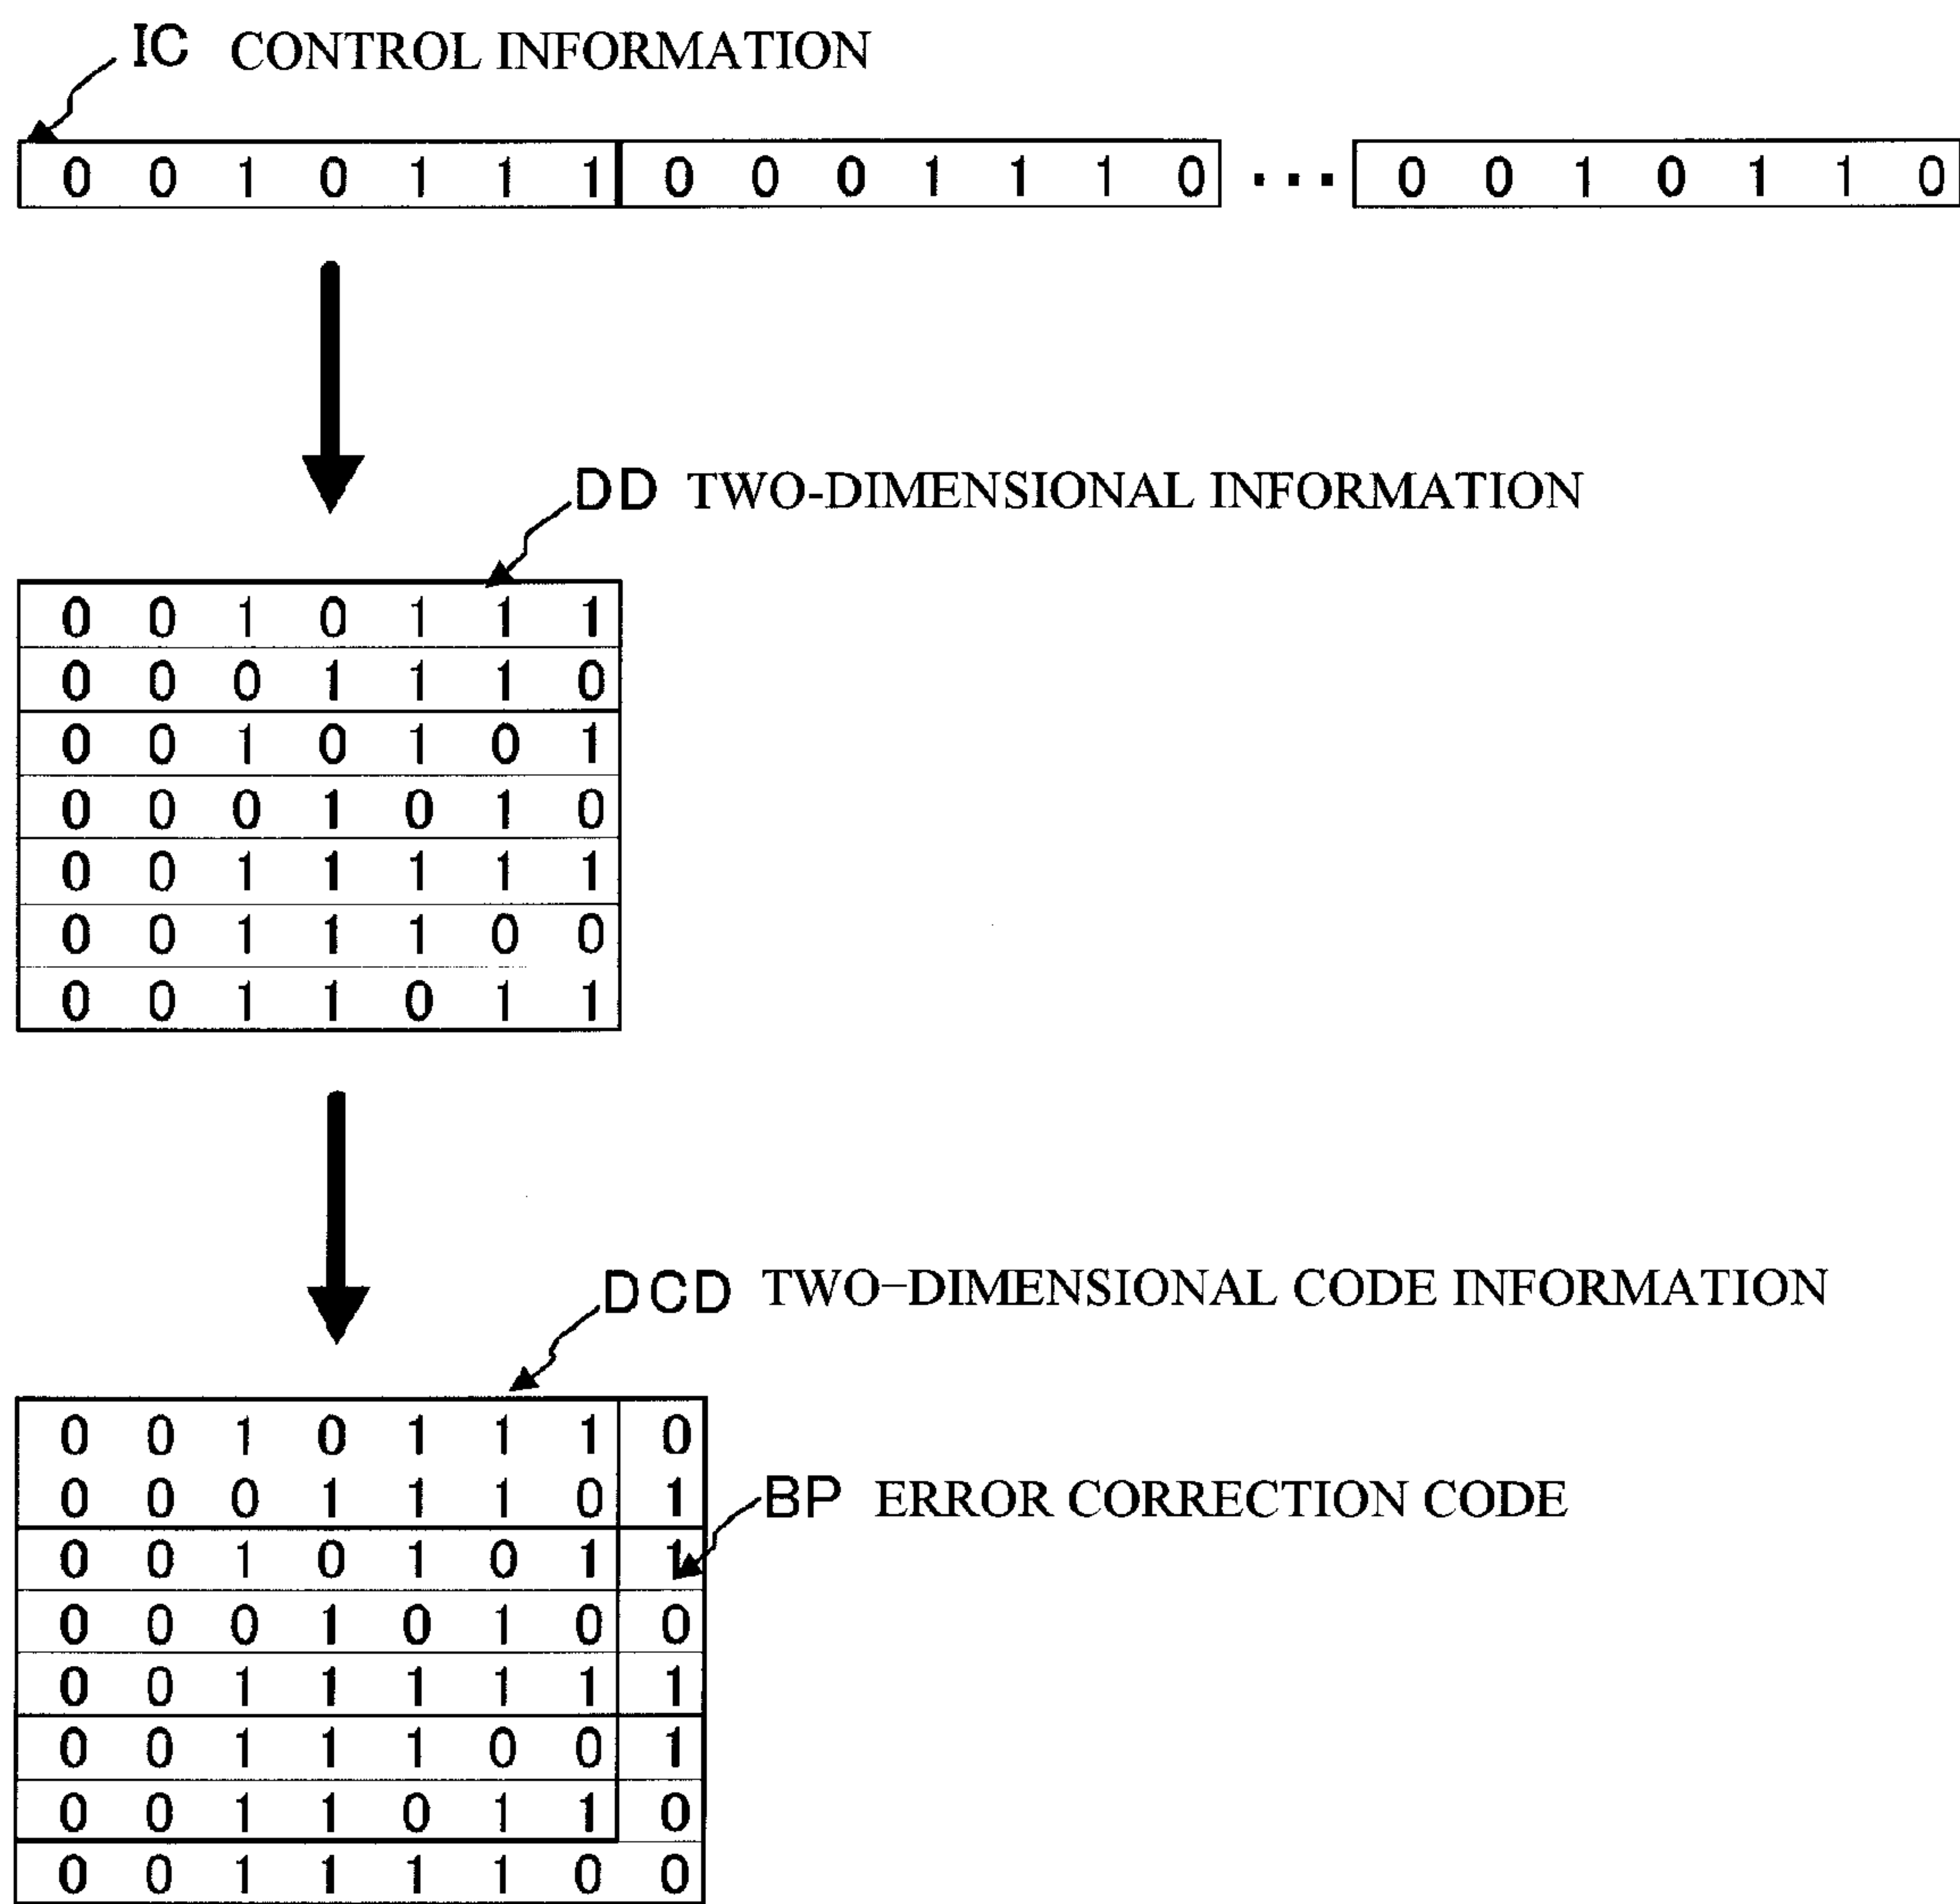 IC CONTROL INFORMATION
0 0 1 0 1 1 1 0 0 0 1 1 1 0 ... 0 0 1 0 1 1 0
DD TWO-DIMENSIONAL INFORMATION
0 0 1 0 1 1 1
0 0 0 1 1 1 0
0 0 1 0 1 0 1
0 0 0 1 0 1 0
0 0 1 1 1 1 1
0 0 1 1 1 0 0
0 0 1 1 0 1 1
DCD TWO-DIMENSIONAL CODE INFORMATION
0 0 1 0 1 1 1 0
0 0 0 1 1 1 0 1
BP ERROR CORRECTION CODE
0 0 1 0 1 0 1 1
0 0 0 1 0 1 0 0
0 0 1 1 1 1 1 1
0 0 1 1 1 0 0 1
0 0 1 1 0 1 1 0
0 0 1 1 1 1 0 0